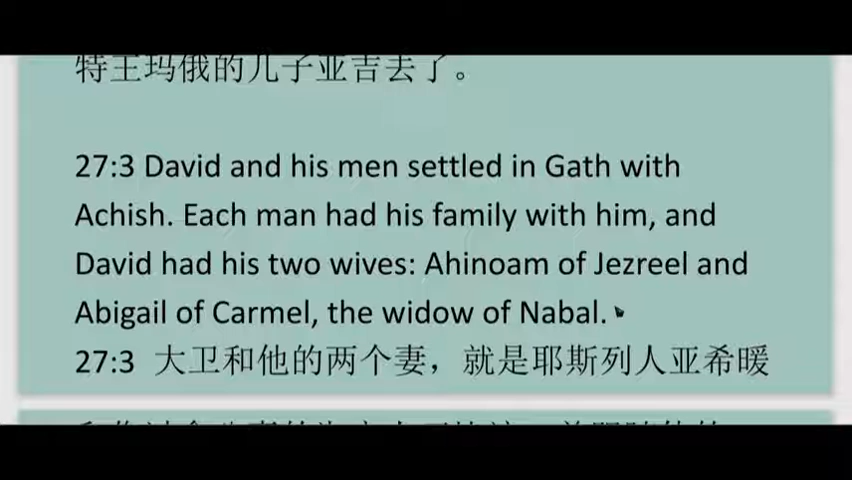 特王玛俄的儿子亚吉去了。
27:3 David and his men settled in Gath with
Achish. Each man had his family with him, and
David had his two wives: Ahinoam of Jezreel and
Abigail of Carmel, the widow of Nabal.
27:3 大卫和他的两个妻，就是耶斯列人亚希暖